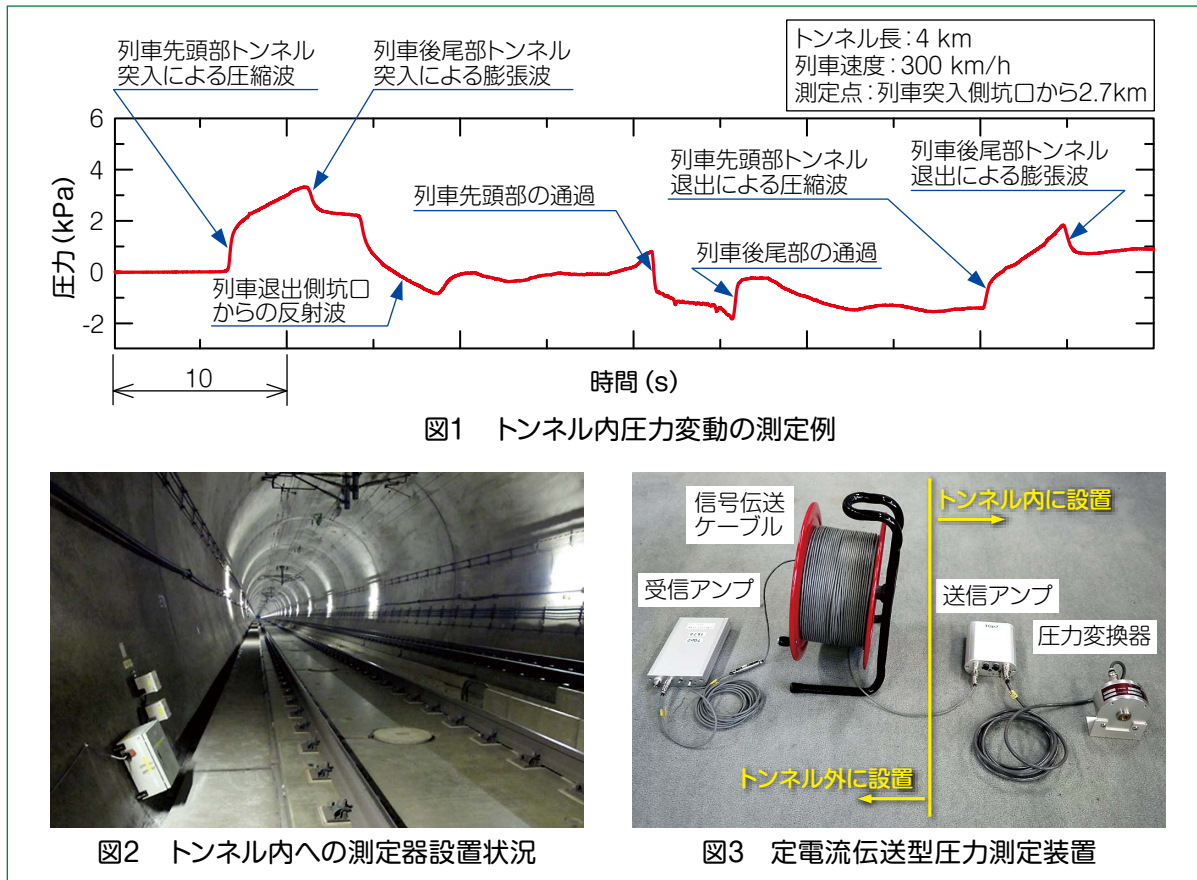 列車先頭部トンネル
突入による圧縮波
列車後尾部トンネル
突入による膨張波
トンネル長：4 km
列車速度：300 km/h
測定点：列車突入側坑口から2.7km
圧力（kPa）
6
4
2
0
-2
列車退出側坑口
からの反射波
列車先頭部の通過
列車後尾部の通過
列車先頭部トンネル
退出による圧縮波
列車後尾部トンネル
退出による膨張波
10
時間（s）
図1　トンネル内圧力変動の測定例
図2　トンネル内への測定器設置状況
信号伝送
ケーブル
トンネル内に設置
受信アンプ
送信アンプ
圧力変換器
トンネル外に設置
図3　定電流伝送型圧力測定装置